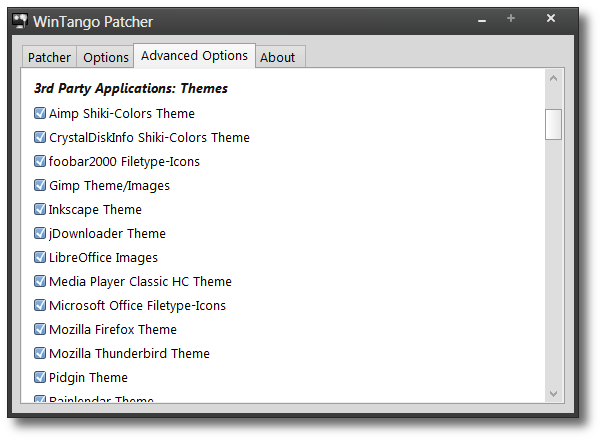 WinTango Patcher
Patcher Options Advanced Options About
3rd Party Applications: Themes
Aimp Shiki-Colors Theme
CrystalDiskInfo Shiki-Colors Theme
foobar2000 Filetype-Icons
Gimp Theme/Images
Inkscape Theme
jDownloader Theme
LibreOffice Images
Media Player Classic HC Theme
Microsoft Office Filetype-Icons
Mozilla Firefox Theme
Mozilla Thunderbird Theme
Pidgin Theme
Rainlendar Theme